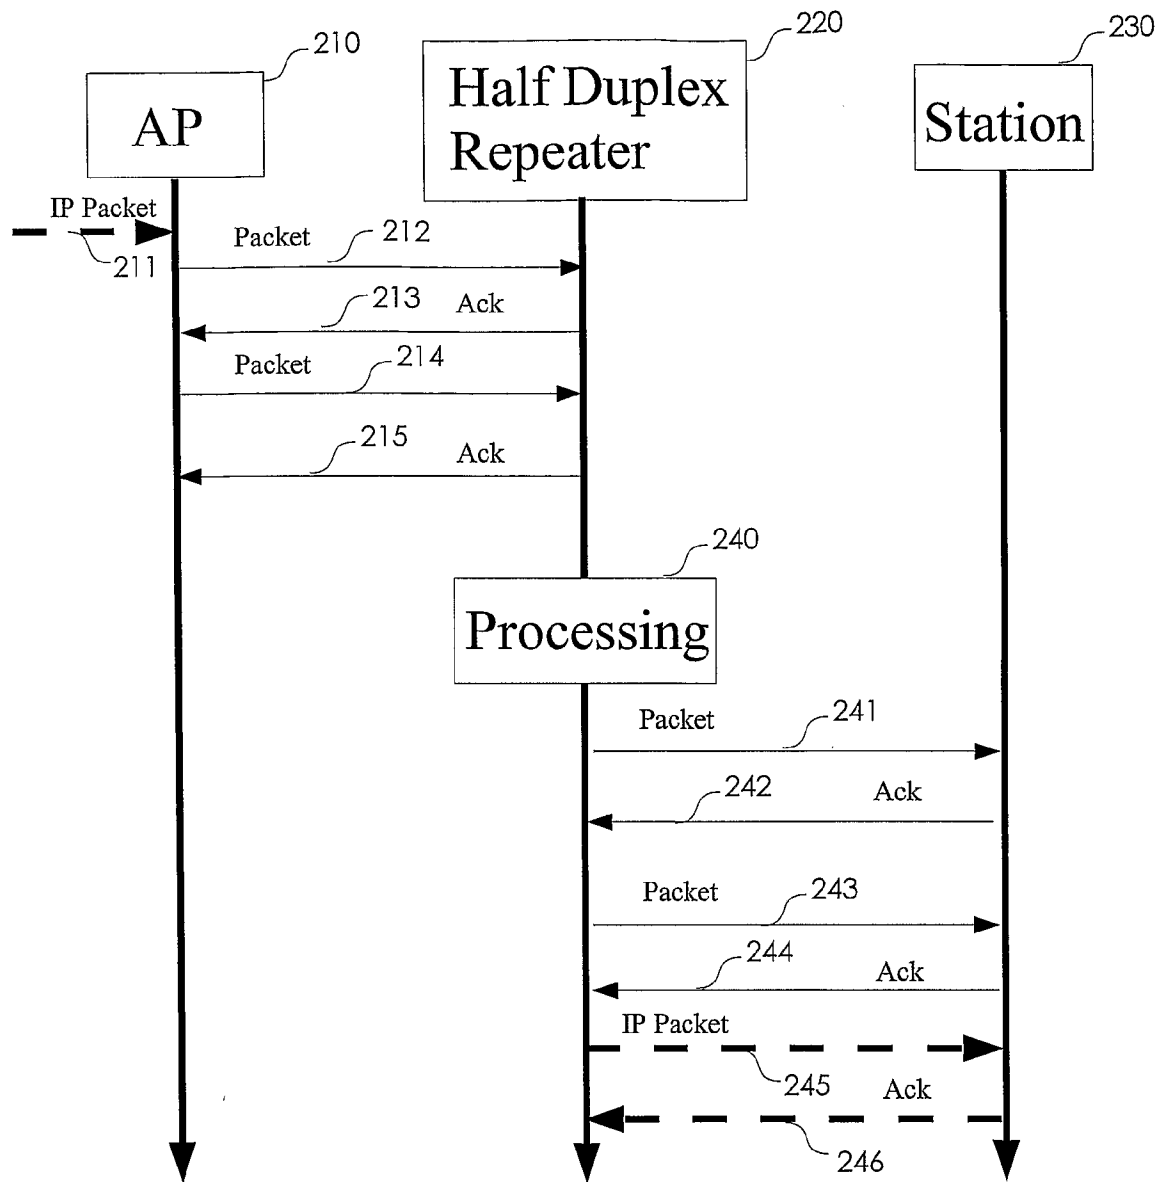 210
220
230
AP
Half Duplex
Repeater
Station
IP Packet
211
Packet
212
213
Ack
Packet
214
215
Ack
240
Processing
Packet
241
242
Ack
Packet
243
244
Ack
IP Packet
245
Ack
246